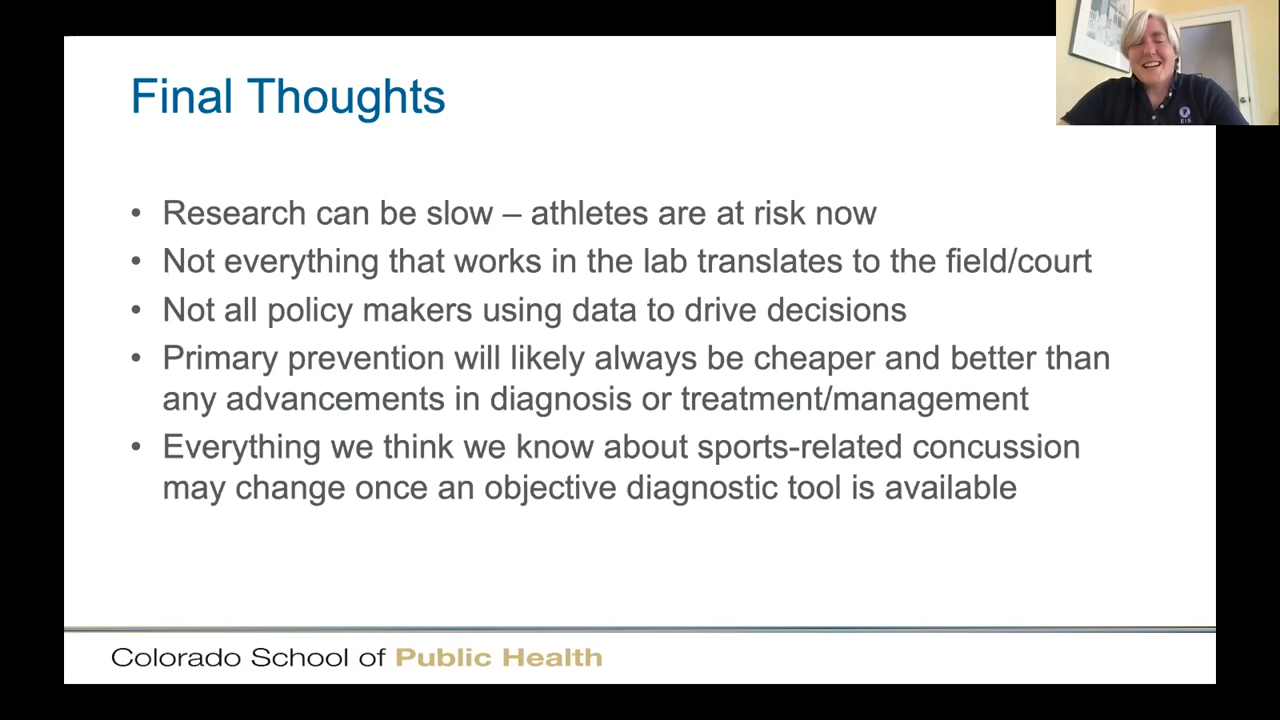 Final Thoughts
• Research can be slow – athletes are at risk now
• Not everything that works in the lab translates to the field/court
• Not all policy makers using data to drive decisions
• Primary prevention will likely always be cheaper and better than
any advancements in diagnosis or treatment/management
• Everything we think we know about sports-related concussion
may change once an objective diagnostic tool is available
Colorado School of Public Health
EIS